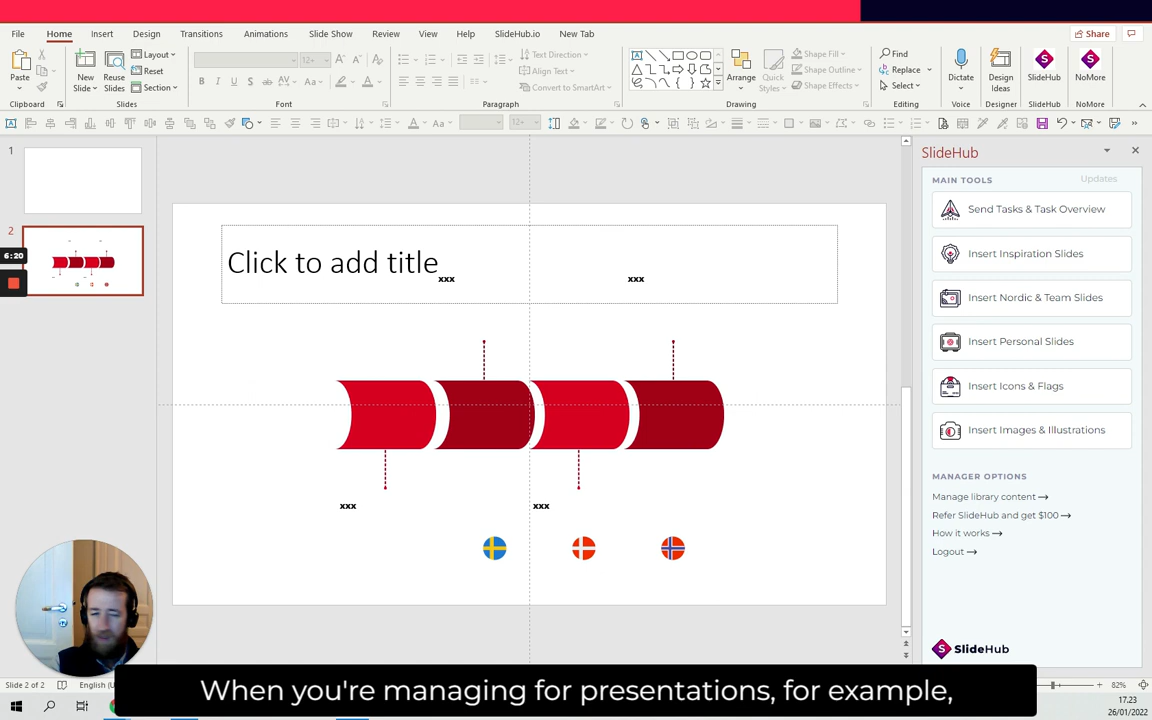 File Home Insert Design Transitions Animations Slide Show Review View Help SlideHub.io New Tab Share
Paste New Slide Reuse Slides Layout Reset Section
12+
B I U S ab AV Aa A
Text Direction Align Text Convert to SmartArt
Arrange Quick Styles Shape Fill Shape Outline Shape Effects
Find Replace Select
Dictate Design Ideas SlideHub NoMore
Clipboard Slides Font Paragraph Drawing Editing Voice Designer SlideHub NoMore
12+
1
2
6:20
Click to add title
xxx xxx
xxx xxx
SlideHub
MAIN TOOLS Updates
Send Tasks & Task Overview
Insert Inspiration Slides
Insert Nordic & Team Slides
Insert Personal Slides
Insert Icons & Flags
Insert Images & Illustrations
MANAGER OPTIONS
Manage library content →
Refer SlideHub and get $100 →
How it works →
Logout →
SlideHub
When you're managing for presentations, for example,
Slide 2 of 2 English (U 82%
17.23
26/01/2022